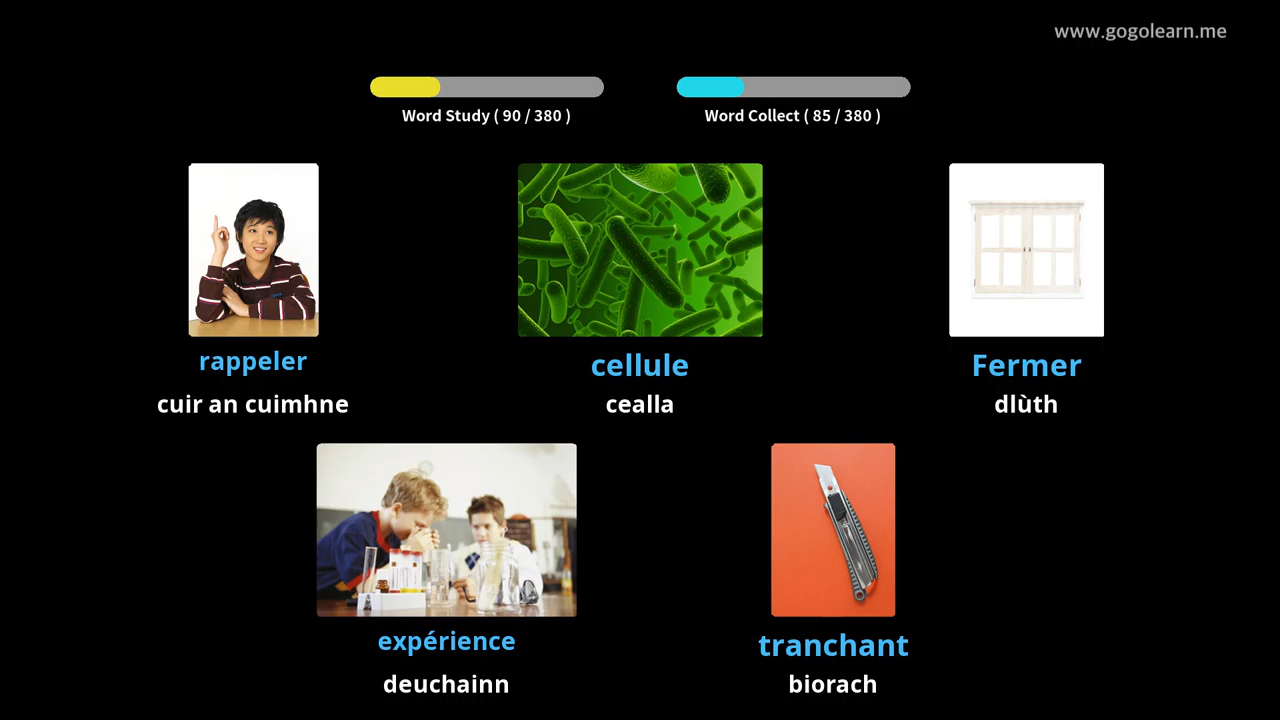 www.gogolearn.me
Word Study ( 90 / 380 )
Word Collect ( 85 / 380 )
rappeler
cuir an cuimhne
cellule
cealla
Fermer
dlùth
expérience
deuchainn
tranchant
biorach